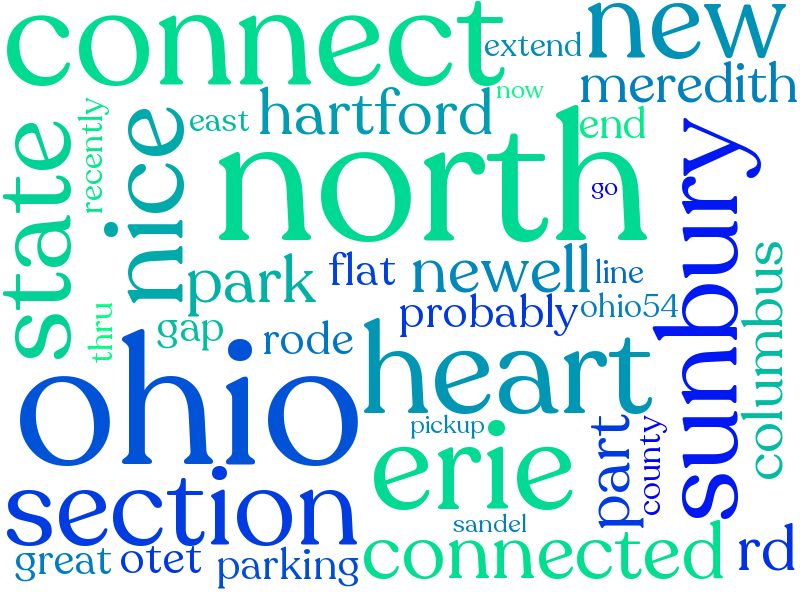 connect
extend
new
now
meredith
recently
east
hartford
end
state
nice
north
go
sunbury
park
flat
newell
line
columbus
thru
gap
rode
probably
ohio54
ohio
heart
pickup
erie
part
county
section
sandel
great
otet
parking
connected
rd